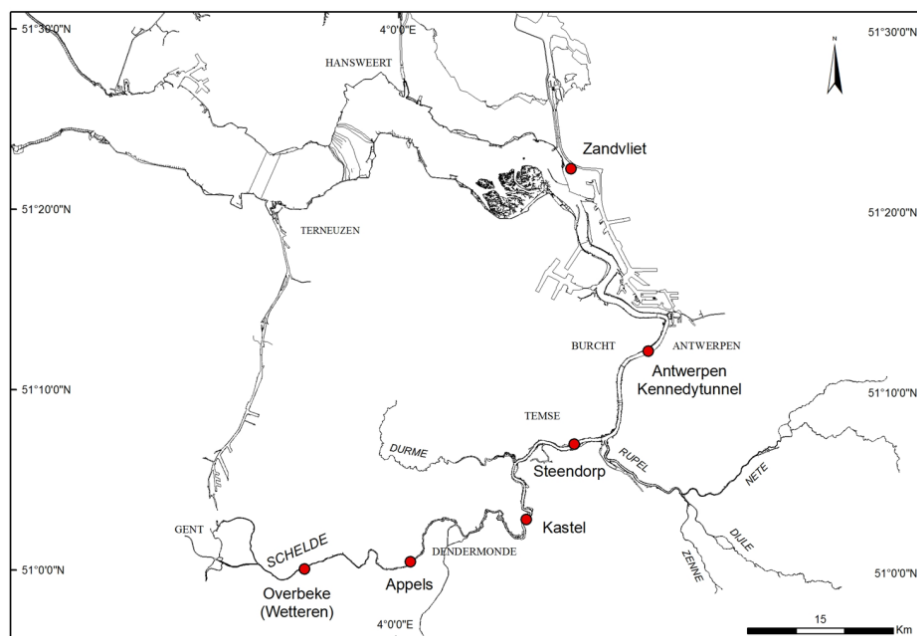 51°30'0"N
4°0'0"E
51°30'0"N
N
HANSWEERT
Zandvliet
51°20'0"N
51°20'0"N
TERNEUZEN
BURCHT
ANTWERPEN
Antwerpen
Kennedytunnel
51°10'0"N
51°10'0"N
TEMSE
DURME
RUPEL
NETE
Steendorp
Kastel
GENT
SCHELDE
DENDERMONDE
DIJLE
ZENNE
51°0'0"N
51°0'0"N
Appels
Overbeke
(Wetteren)
4°0'0"E
15
Km